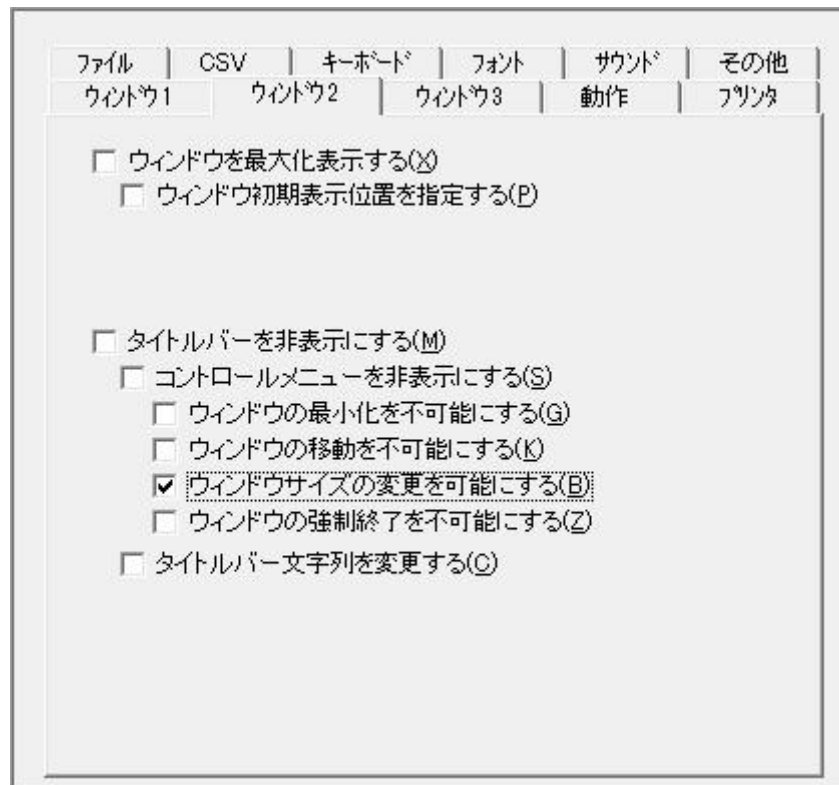 ファイル CSV キーボード フォント サウンド その他
ウィンドウ1 ウィンドウ2 ウィンドウ3 動作 プリンタ
ウィンドウを最大化表示する(X)
ウィンドウ初期表示位置を指定する(P)
タイトルバーを非表示にする(M)
コントロールメニューを非表示にする(S)
ウィンドウの最小化を不可能にする(G)
ウィンドウの移動を不可能にする(K)
ウィンドウサイズの変更を可能にする(B)
ウィンドウの強制終了を不可能にする(Z)
タイトルバー文字列を変更する(C)